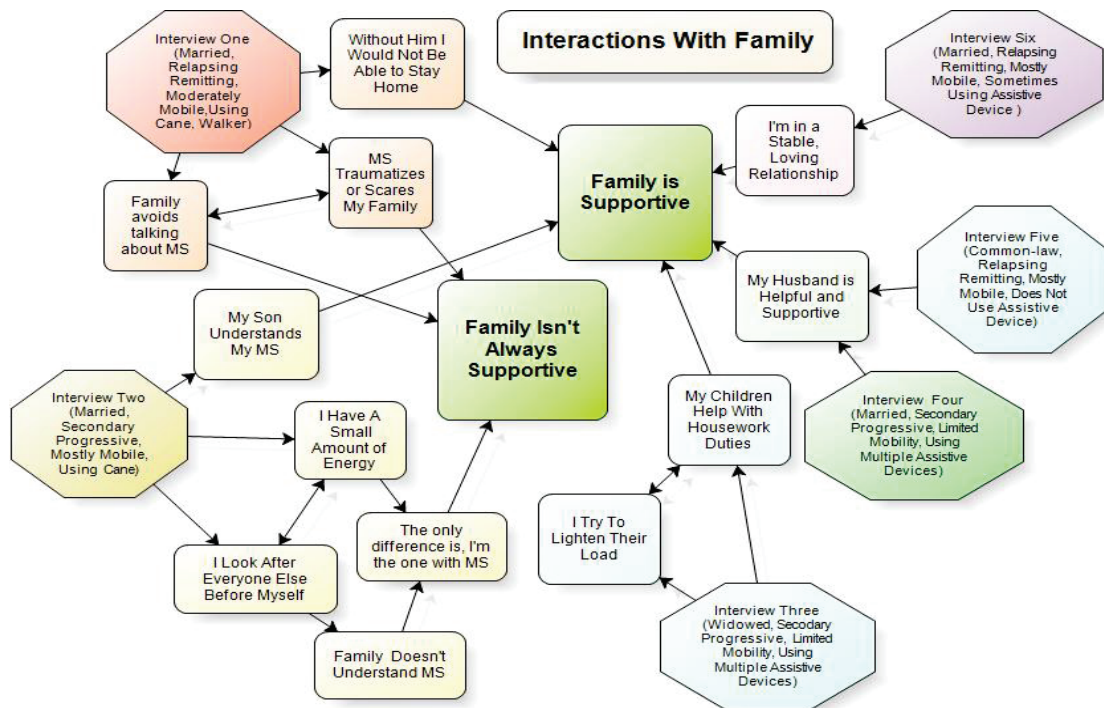 Interactions With Family
Interview One
(Married,
Relapsing
Remitting,
Moderately
Mobile,Using
Cane, Walker)
Without Him I
Would Not Be
Able to Stay
Home
Interview Six
(Married, Relapsing
Remitting, Mostly
Mobile, Sometimes
Using Assistive
Device )
MS
Traumatizes
or Scares
My Family
Family is
Supportive
I'm in a
Stable,
Loving
Relationship
Family
avoids
talking
about MS
Interview Five
(Common-law,
Relapsing
Remitting, Mostly
Mobile, Does Not
Use Assistive
Device)
My Husband is
Helpful and
Supportive
My Son
Understands
My MS
Family Isn't
Always
Supportive
Interview Two
(Married,
Secondary
Progressive,
Mostly Mobile,
Using Cane)
I Have A
Small
Amount of
Energy
My Children
Help With
Housework
Duties
Interview  Four
(Married, Secondary
Progressive, Limited
Mobility, Using
Multiple Assistive
Devices)
The only
difference is, I'm
the one with MS
I Try To
Lighten Their
Load
I Look After
Everyone Else
Before Myself
Interview Three
(Widowed, Secodary
Progressive, Limited
Mobility, Using
Multiple Assistive
Devices)
Family  Doesn't
Understand MS